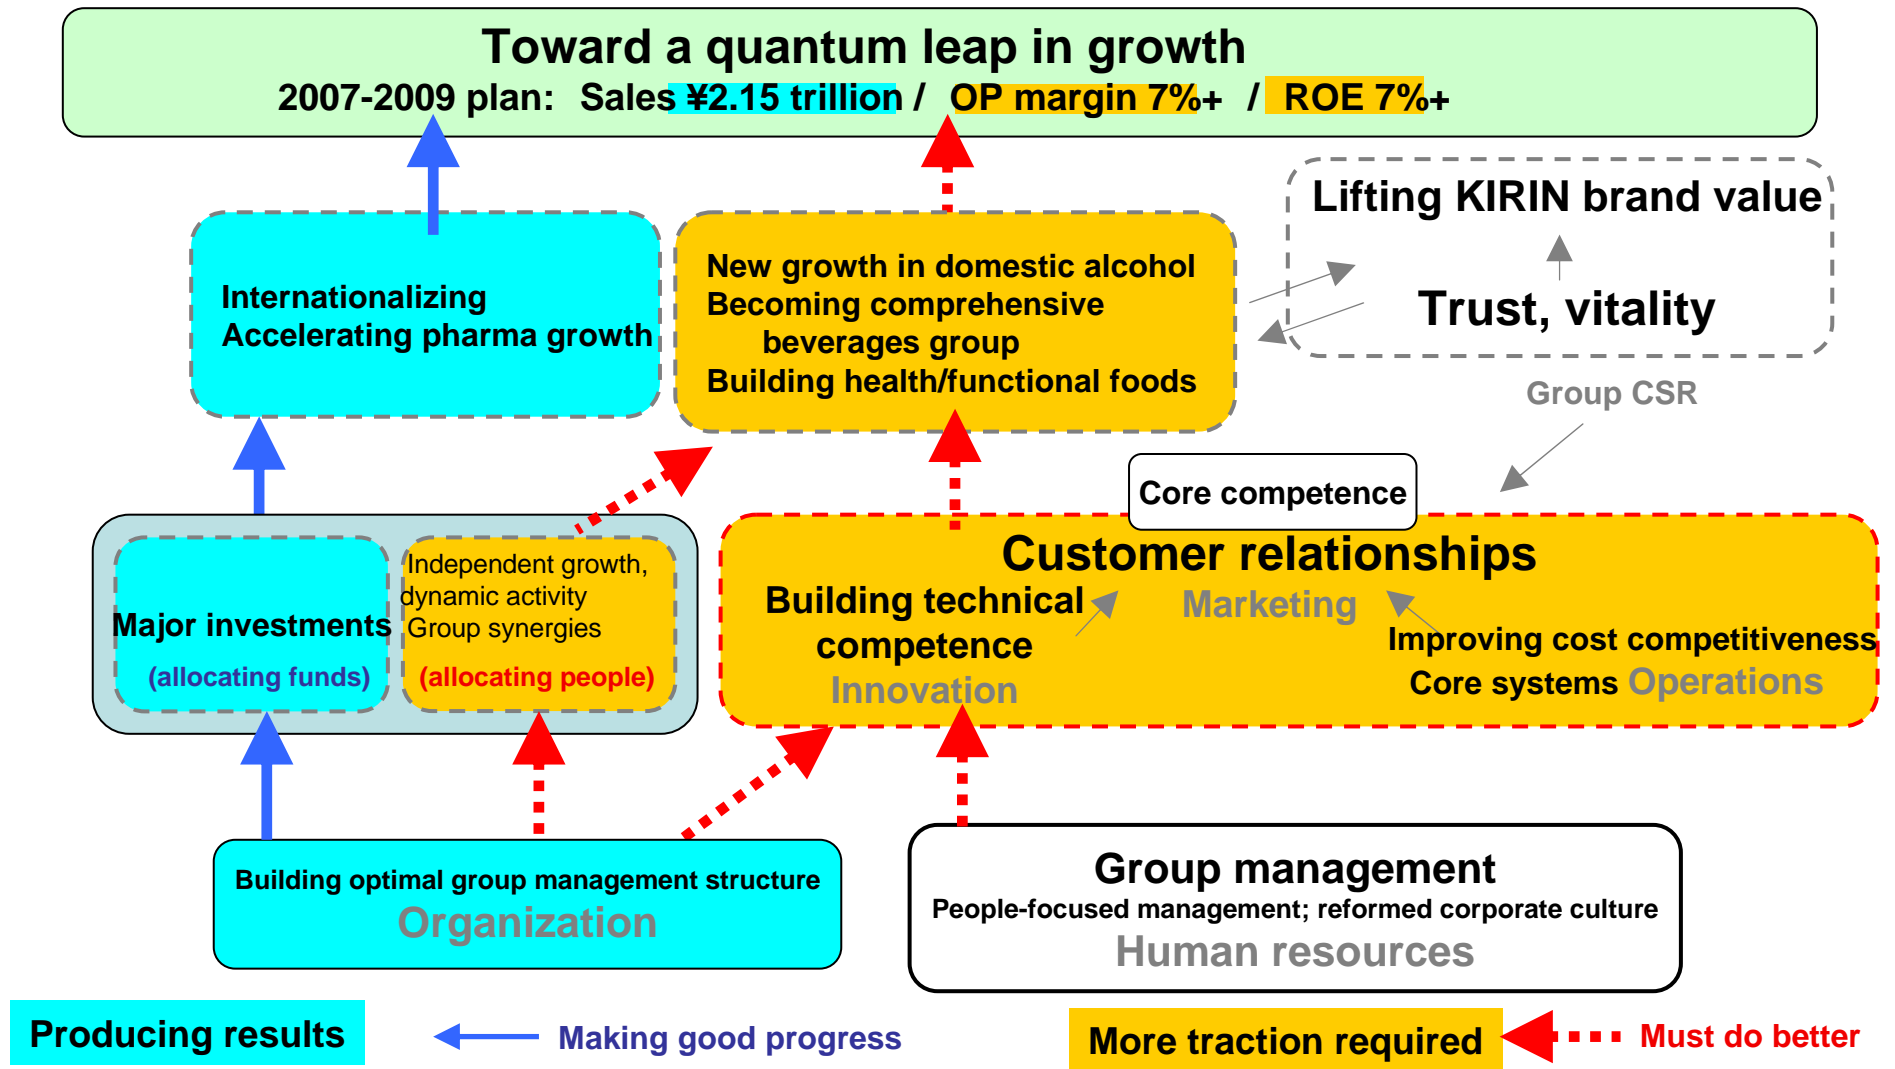 Toward a quantum leap in growth
2007-2009 plan: Sales ¥2.15 trillion / OP margin 7%+ / ROE 7%+
Lifting KIRIN brand value
Trust, vitality
Internationalizing
Accelerating pharma growth
New growth in domestic alcohol
Becoming comprehensive
beverages group
Building health/functional foods
Group CSR
Core competence
Major investments
(allocating funds)
Independent growth,
dynamic activity
Group synergies
(allocating people)
Customer relationships
Building technical
competence
Innovation
Marketing
Improving cost competitiveness
Core systems Operations
Building optimal group management structure
Organization
Group management
People-focused management; reformed corporate culture
Human resources
Producing results
Making good progress
More traction required
Must do better